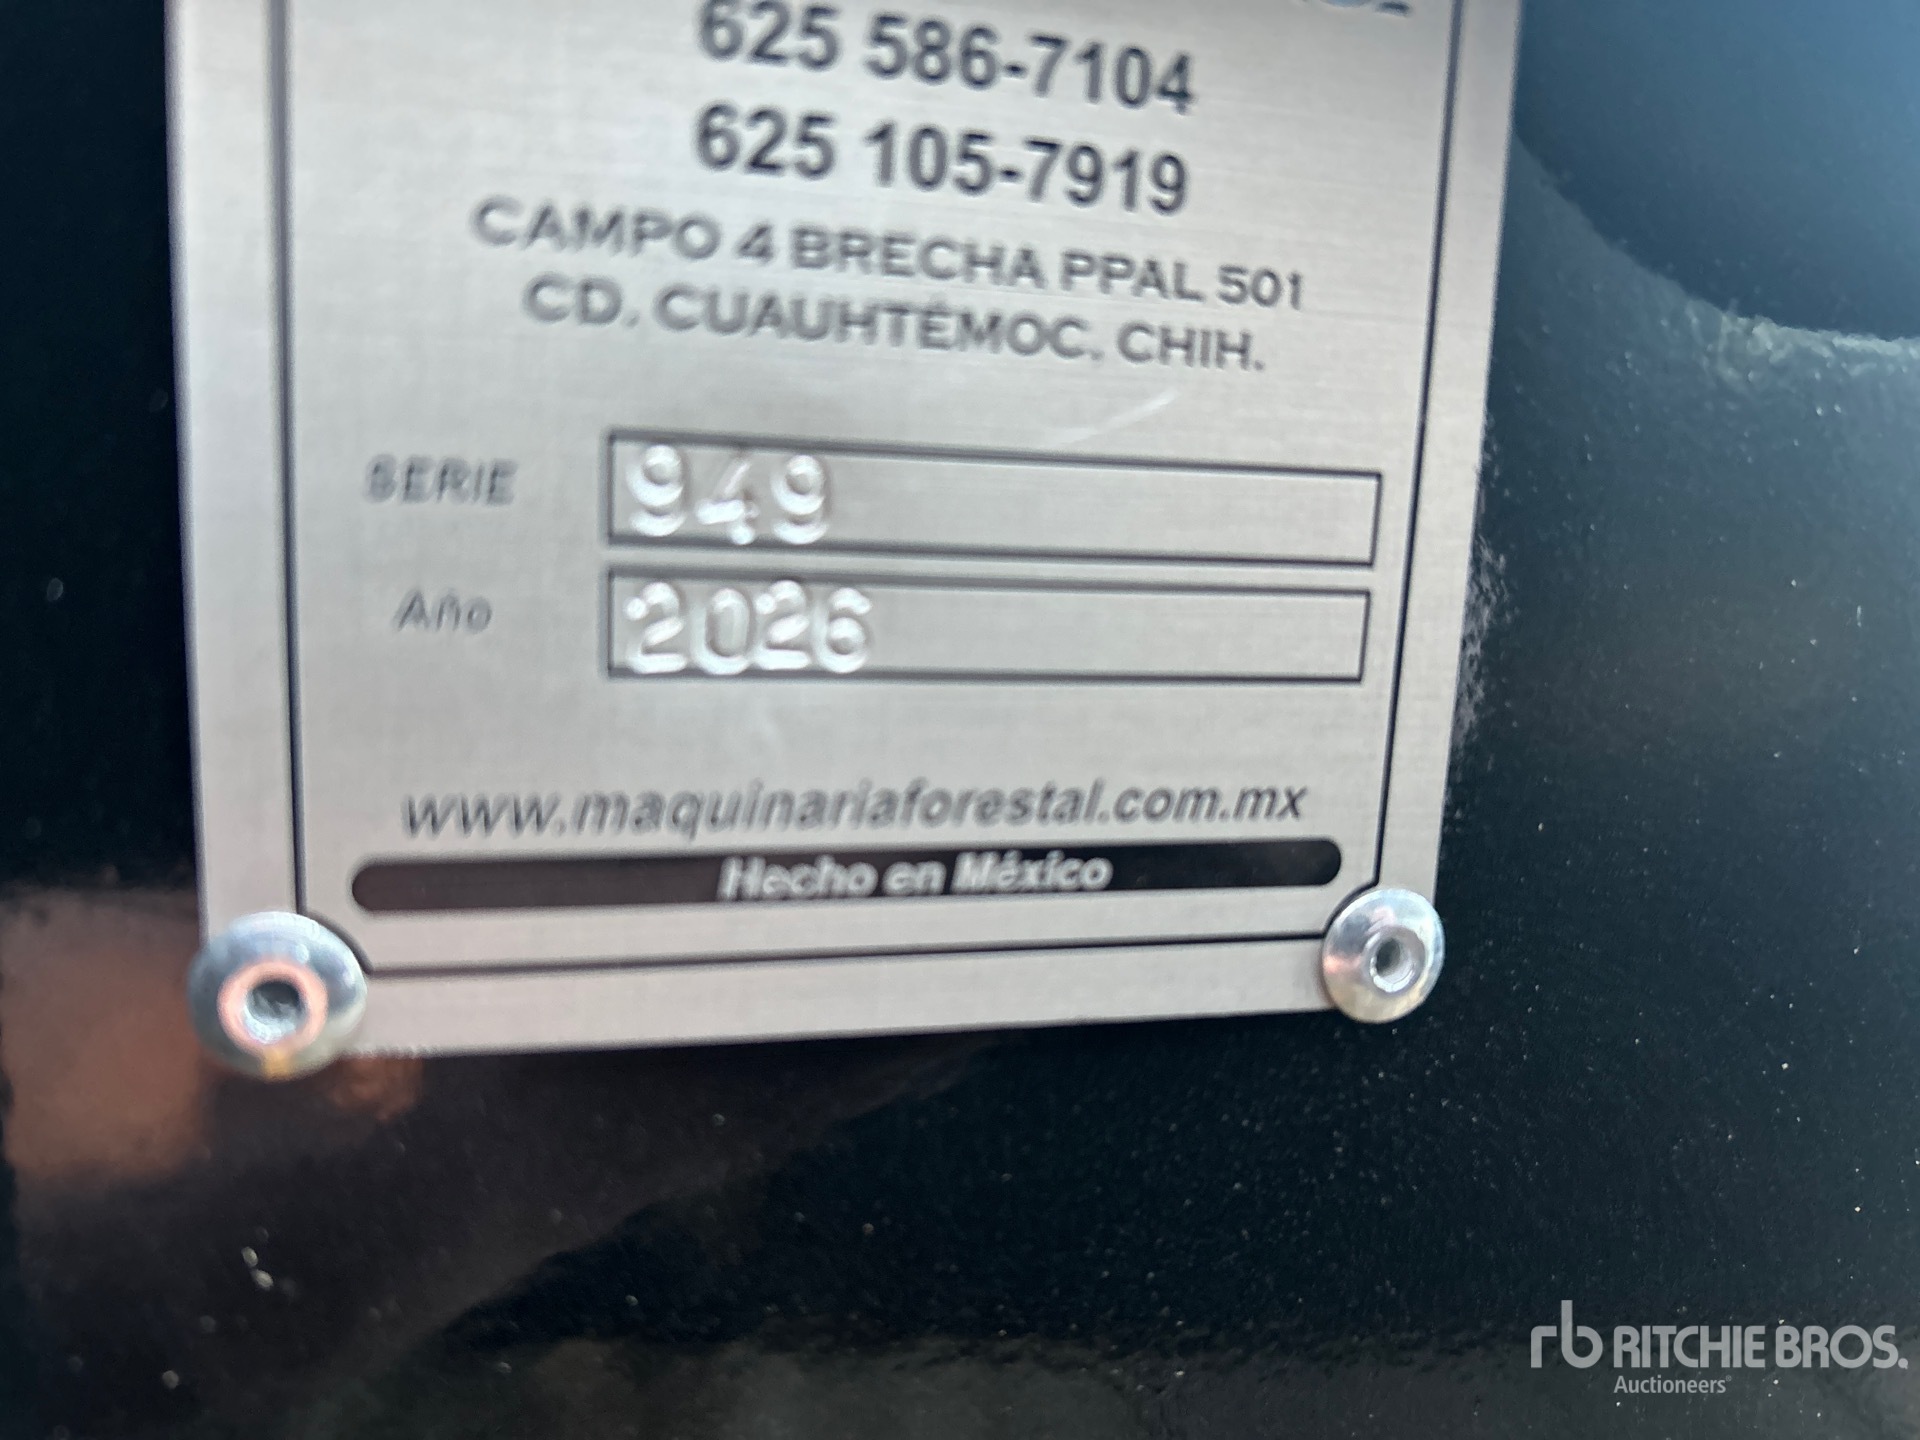 625 586-7104
625 105-7919
CAMPO 4 BRECHA PPAL 501
CD. CUAUHTÉMOC, CHIH.
SERIE 949
Año 2026
www.maquinariaforestal.com.mx
Hecho en México
rb RITCHIE BROS.
Auctioneers